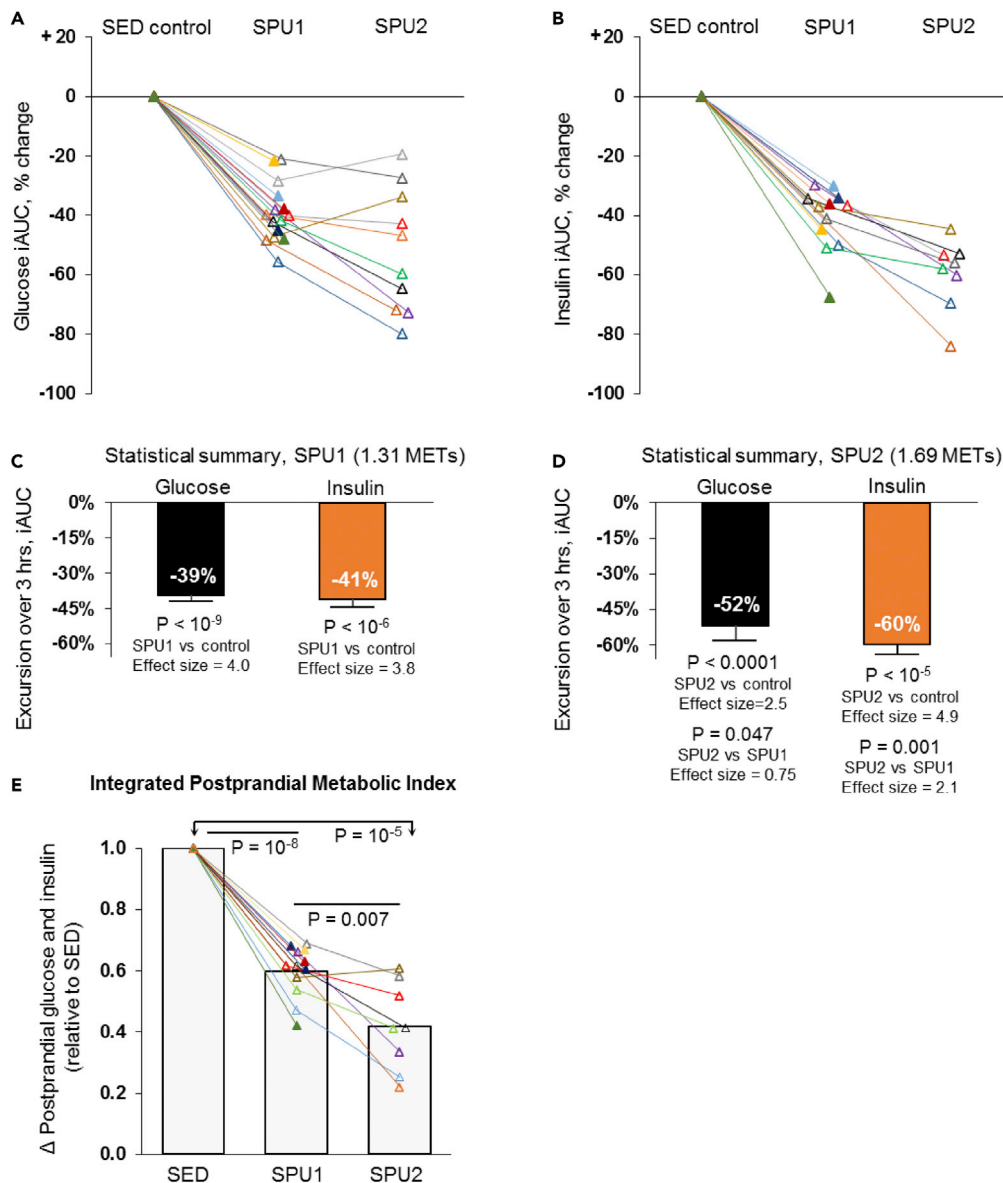 A
SED control SPU1 SPU2
+ 20
0
-20
-40
-60
-80
-100
Glucose iAUC, % change
B
SED control SPU1 SPU2
+ 20
0
-20
-40
-60
-80
-100
Insulin iAUC, % change
C
Statistical summary, SPU1 (1.31 METs)
Glucose Insulin
0%
-15%
-30%
-45%
-60%
Excursion over 3 hrs, iAUC
-39% -41%
P < 10⁻⁹ P < 10⁻⁶
SPU1 vs control SPU1 vs control
Effect size = 4.0 Effect size = 3.8
D
Statistical summary, SPU2 (1.69 METs)
Glucose Insulin
0%
-15%
-30%
-45%
-60%
Excursion over 3 hrs, iAUC
-52% -60%
P < 0.0001 P < 10⁻⁵
SPU2 vs control SPU2 vs control
Effect size=2.5 Effect size = 4.9
P = 0.047 P = 0.001
SPU2 vs SPU1 SPU2 vs SPU1
Effect size = 0.75 Effect size = 2.1
E
Integrated Postprandial Metabolic Index
P = 10⁻⁸ P = 10⁻⁵
P = 0.007
1.0
0.8
0.6
0.4
0.2
0.0
Δ Postprandial glucose and insulin
(relative to SED)
SED SPU1 SPU2